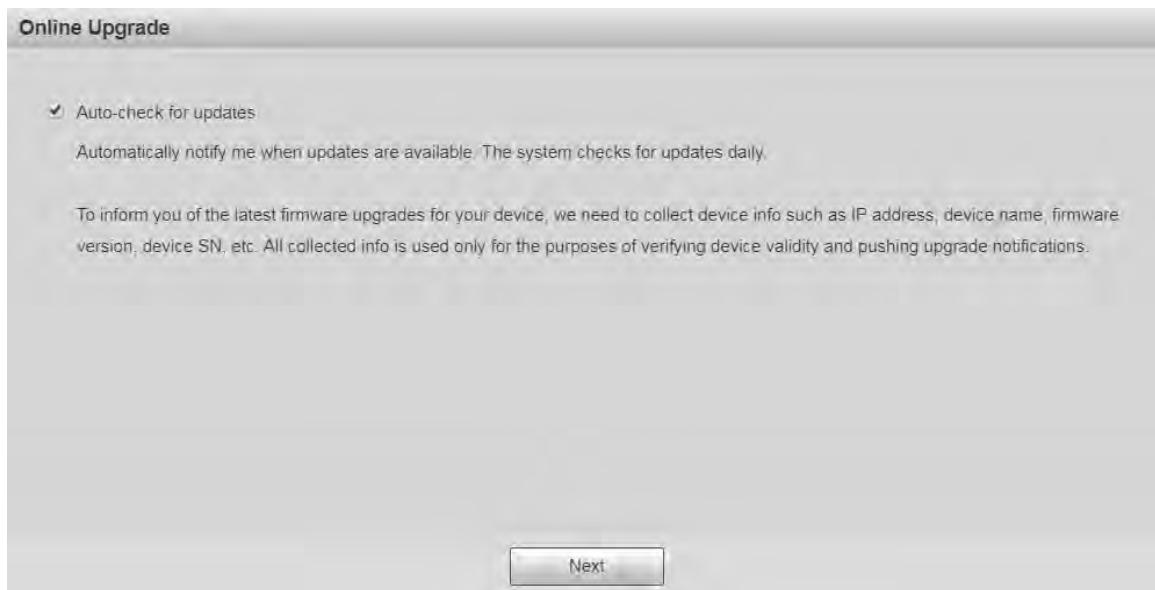 Online Upgrade
Auto-check for updates
Automatically notify me when updates are available. The system checks for updates daily.
To inform you of the latest firmware upgrades for your device, we need to collect device info such as IP address, device name, firmware
version, device SN, etc. All collected info is used only for the purposes of verifying device validity and pushing upgrade notifications.
Next